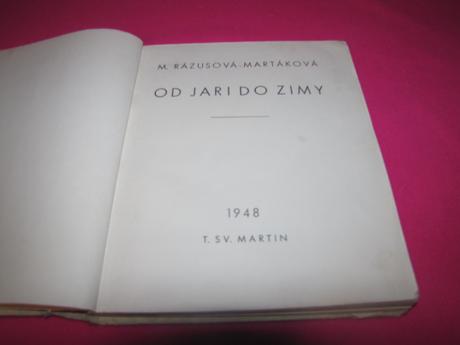 M. RÁZUSOVÁ-MARTÁKOVÁ
OD JARI DO ZIMY
1948
T. SV. MARTIN